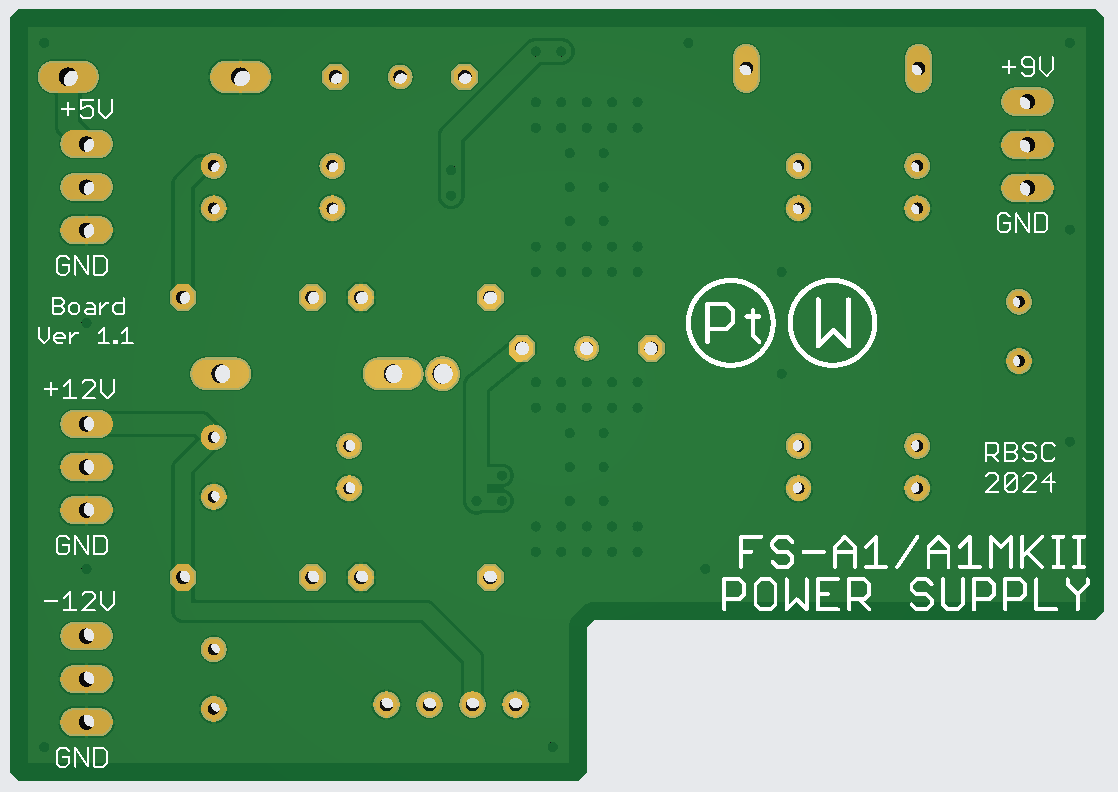 +5V
+9V
GND
GND
Board
Ver 1.1
Pt W
+12V
RBSC
2024
GND
FS-A1/A1MKII
POWER SUPPLY
-12V
GND